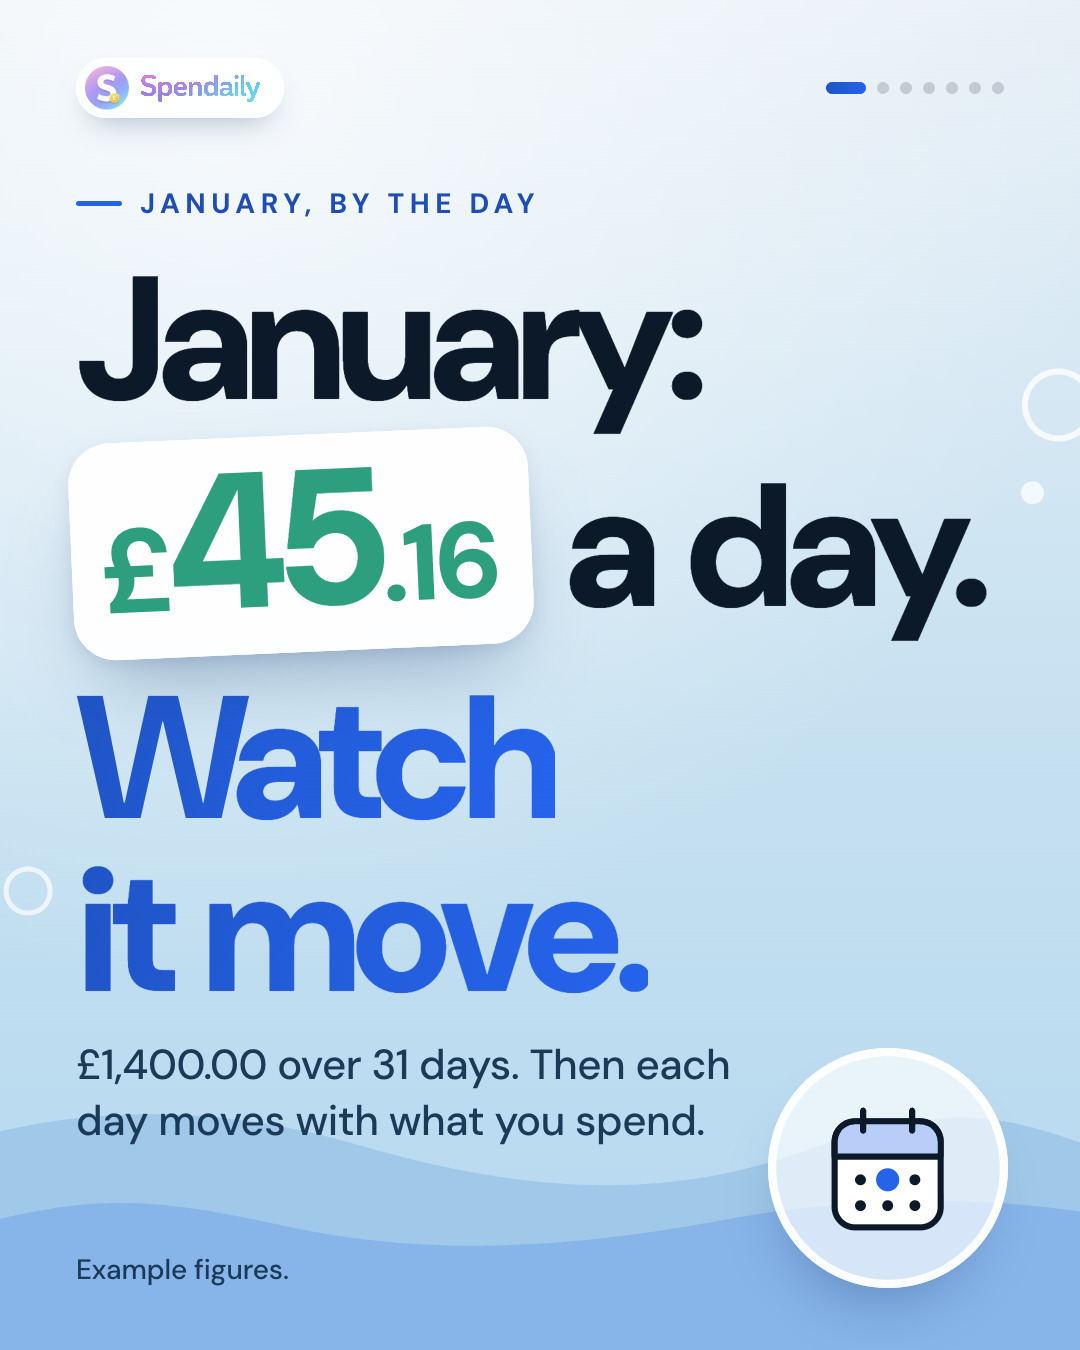 Spendaily
JANUARY, BY THE DAY
January:
£45.16 a day.
Watch
it move.
£1,400.00 over 31 days. Then each
day moves with what you spend.
Example figures.